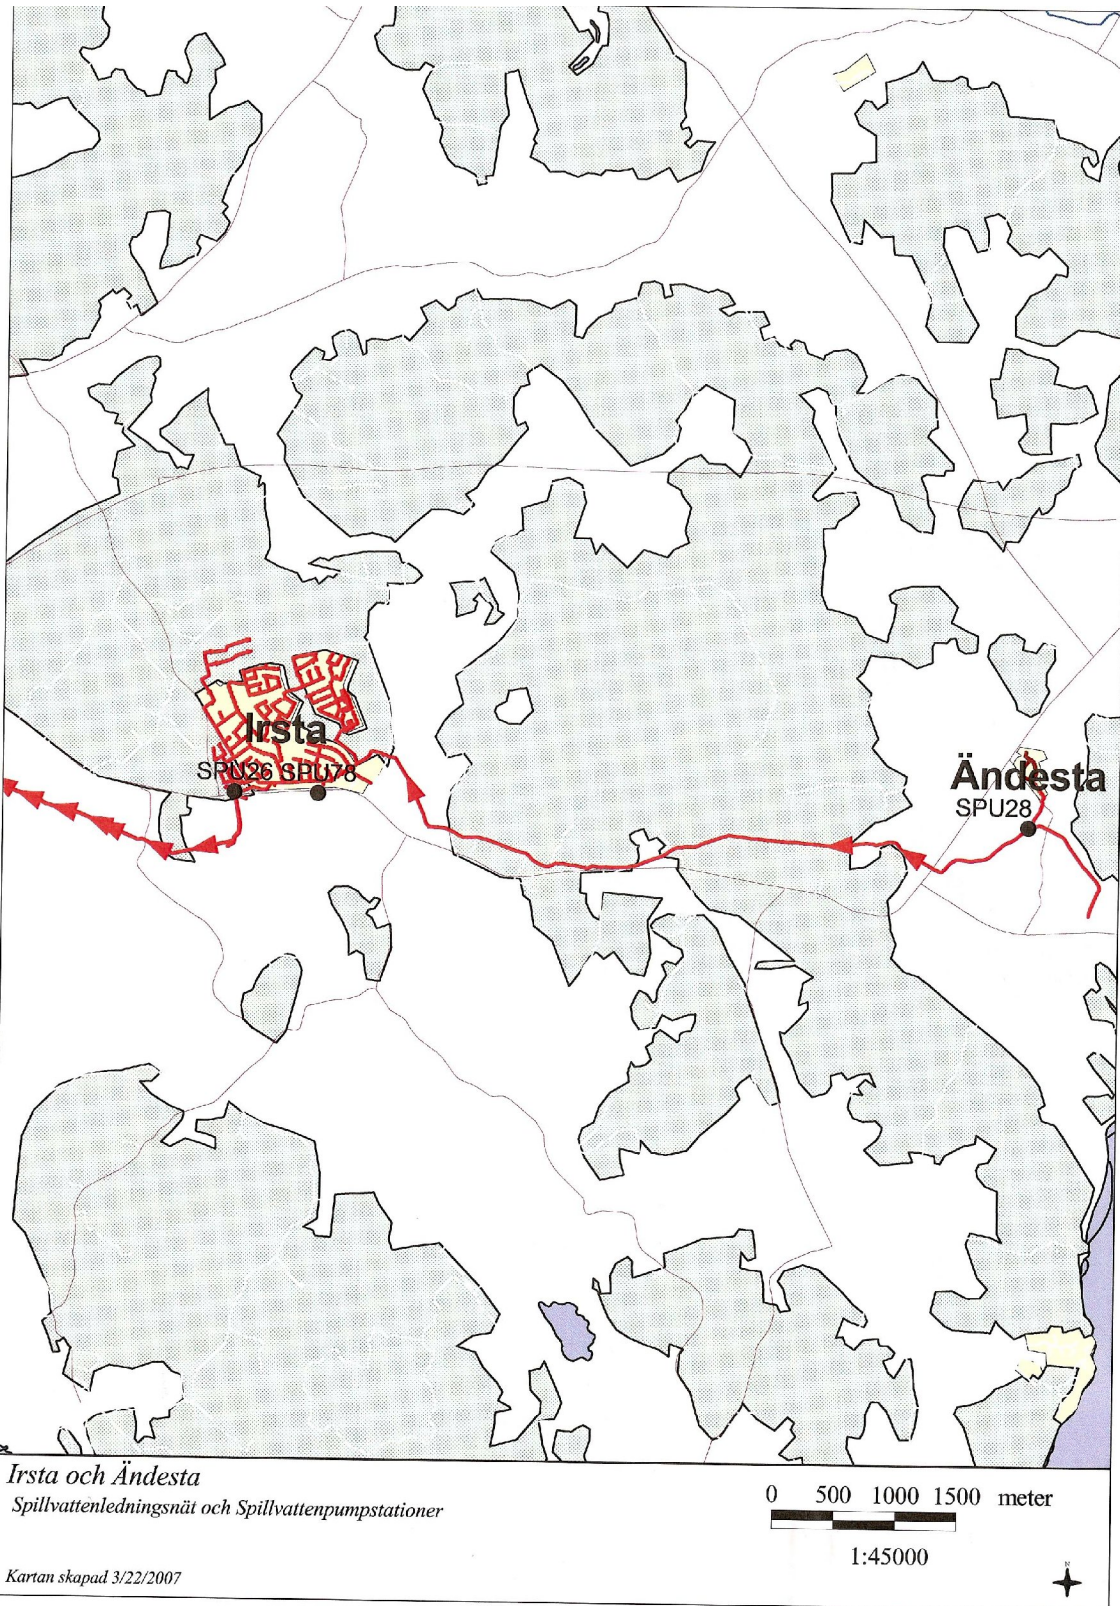 Irsta
SPU26 SPU78
Ändesta
SPU28
Irsta och Ändesta
Spillvattenledningsnät och Spillvattenpumpstationer
Kartan skapad 3/22/2007
0 500 1000 1500 meter
1:45000
N